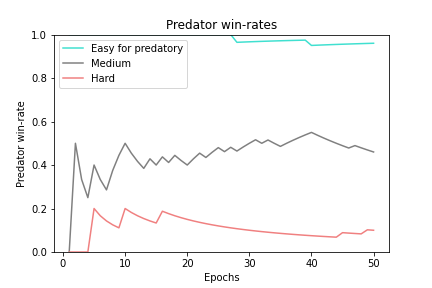 Predator win-rates
Easy for predatory
Medium
Hard
Predator win-rate
1.0
0.8
0.6
0.4
0.2
0.0
0
10
20
30
40
50
Epochs